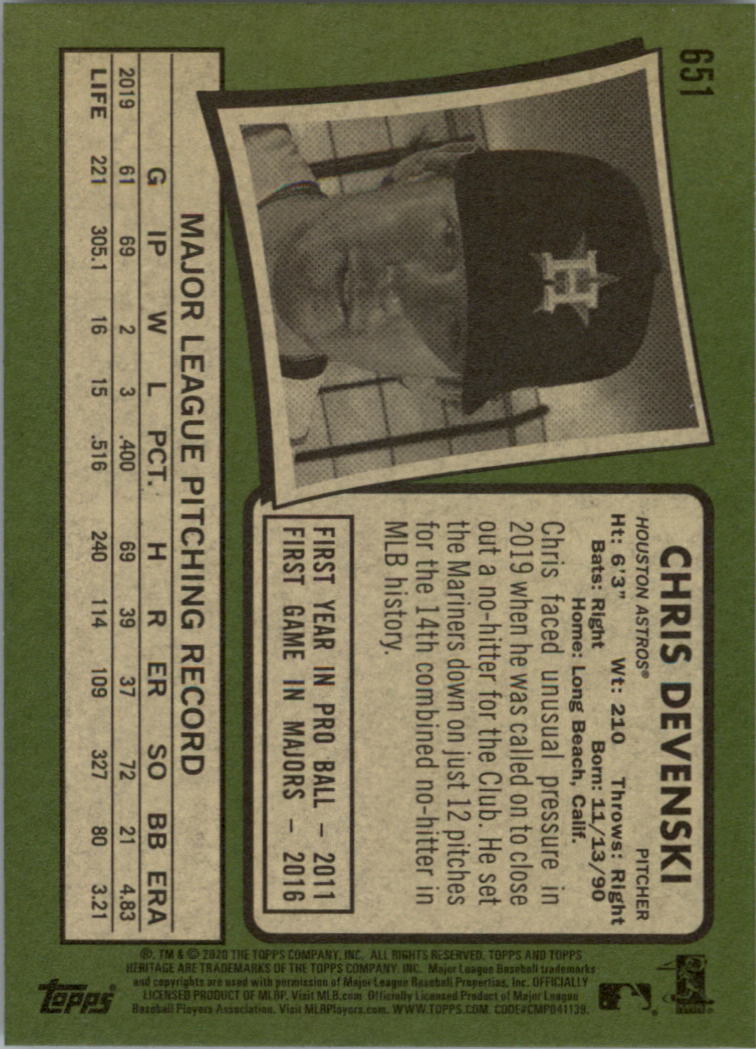 651
CHRIS DEVENSKI
HOUSTON ASTROS® PITCHER
Ht: 6'3" Wt: 210 Throws: Right
Bats: Right Born: 11/13/90
Home: Long Beach, Calif.
Chris faced unusual pressure in
2019 when he was called on to close
out a no-hitter for the Club. He set
the Mariners down on just 12 pitches
for the 14th combined no-hitter in
MLB history.
FIRST YEAR IN PRO BALL – 2011
FIRST GAME IN MAJORS – 2016
H
MAJOR LEAGUE PITCHING RECORD
G IP W L PCT. H R ER SO BB ERA
2019 61 69 2 3 .400 69 39 37 72 21 4.83
LIFE 221 305.1 16 15 .516 240 114 109 327 80 3.21
®, TM & © 2020 THE TOPPS COMPANY, INC. ALL RIGHTS RESERVED. TOPPS AND TOPPS
HERITAGE ARE TRADEMARKS OF THE TOPPS COMPANY, INC. Major League Baseball trademarks
and copyrights are used with permission of Major League Baseball Properties, Inc. OFFICIALLY
LICENSED PRODUCT OF MLBP. Visit MLB.com Officially Licensed Product of Major League
Baseball Players Association. Visit MLBPlayers.com. WWW.TOPPS.COM. CODE#CMP041139.
Topps®